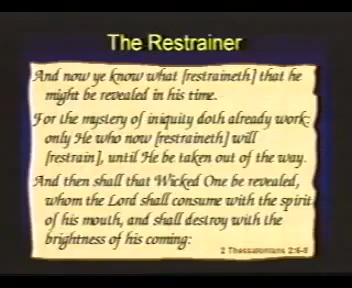 The Restrainer
And now ye know what [restraineth] that he
might be revealed in his time.
For the mystery of iniquity doth already work:
only He who now [restraineth] will
[restrain], until He be taken out of the way.
And then shall that Wicked One be revealed,
whom the Lord shall consume with the spirit
of his mouth, and shall destroy with the
brightness of his coming:
2 Thessalonians 2:6-8